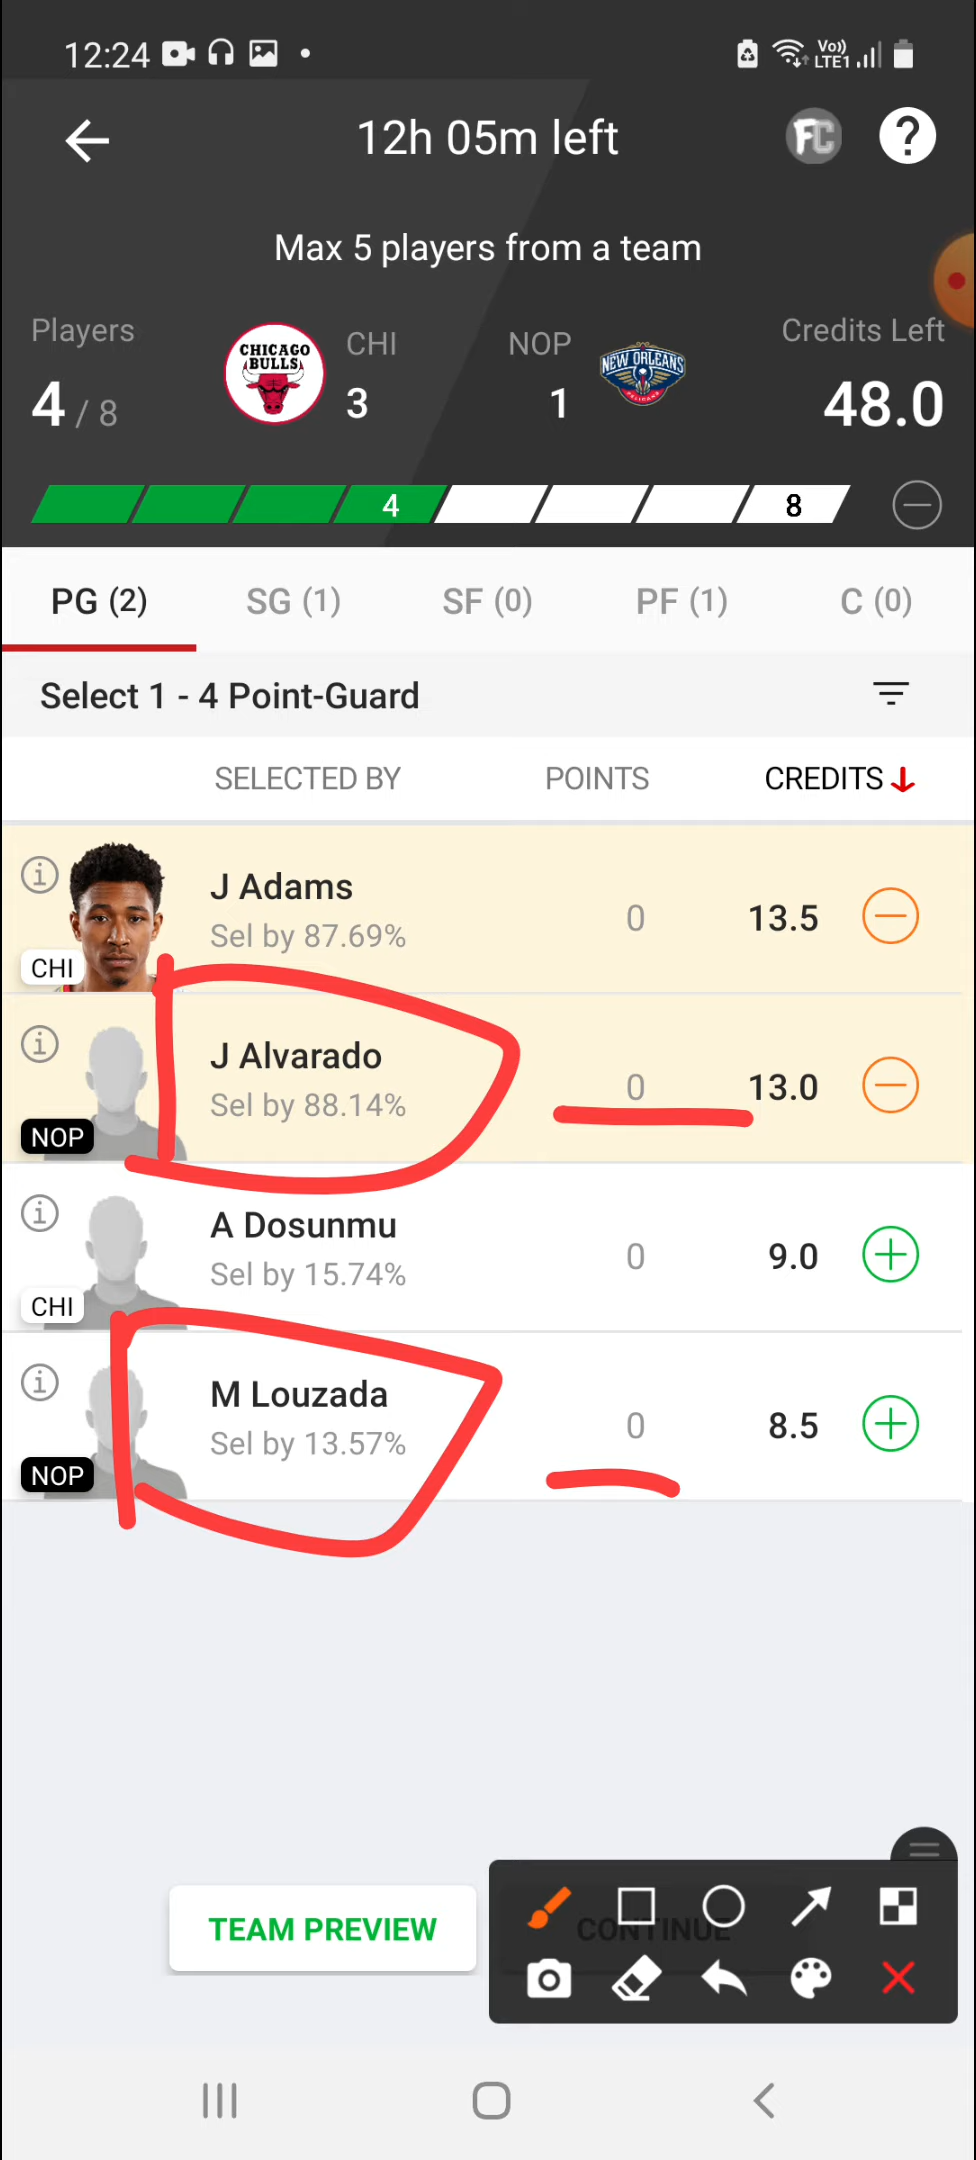 12:24
Vo))
LTE1
12h 05m left
FC
?
Max 5 players from a team
Players
4 / 8
CHICAGO
BULLS
CHI
3
NOP
1
NEW ORLEANS
PELICANS
Credits Left
48.0
4
8
PG (2)
SG (1)
SF (0)
PF (1)
C (0)
Select 1 - 4 Point-Guard
SELECTED BY
POINTS
CREDITS
J Adams
Sel by 87.69%
0
13.5
CHI
J Alvarado
Sel by 88.14%
0
13.0
NOP
A Dosunmu
Sel by 15.74%
0
9.0
CHI
M Louzada
Sel by 13.57%
0
8.5
NOP
TEAM PREVIEW
CONTINUE